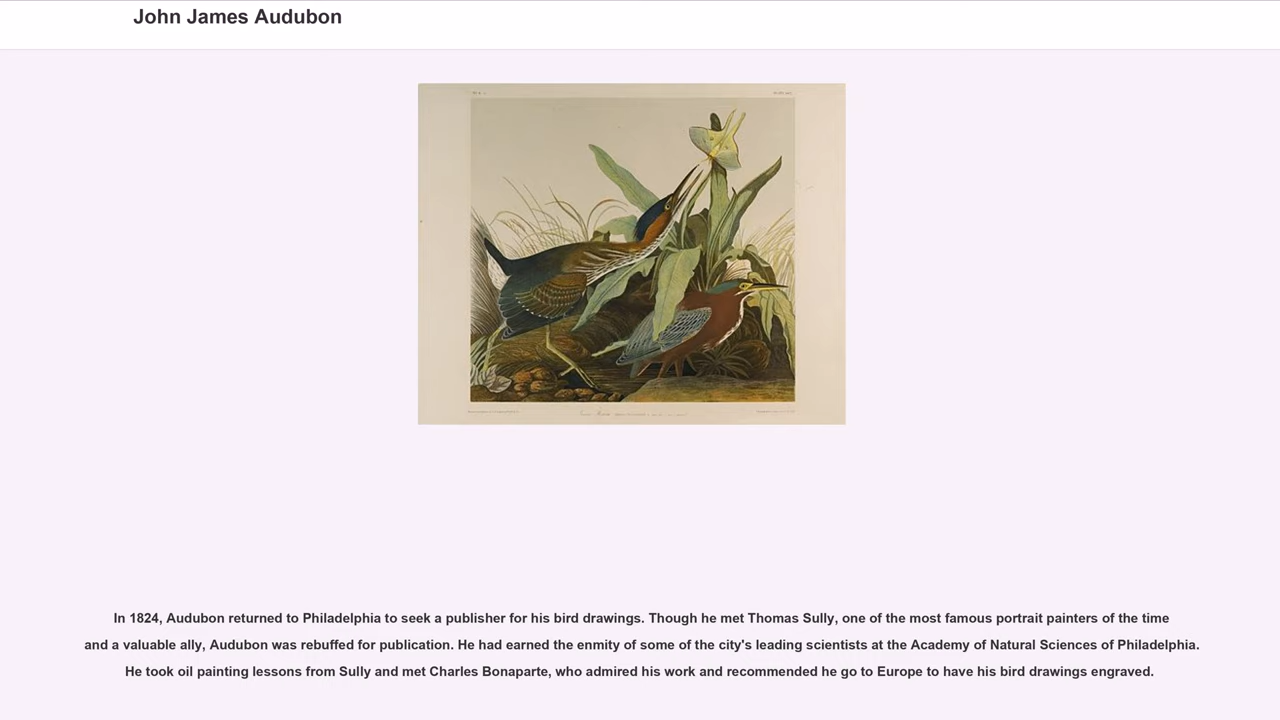 John James Audubon
In 1824, Audubon returned to Philadelphia to seek a publisher for his bird drawings. Though he met Thomas Sully, one of the most famous portrait painters of the time
and a valuable ally, Audubon was rebuffed for publication. He had earned the enmity of some of the city's leading scientists at the Academy of Natural Sciences of Philadelphia.
He took oil painting lessons from Sully and met Charles Bonaparte, who admired his work and recommended he go to Europe to have his bird drawings engraved.